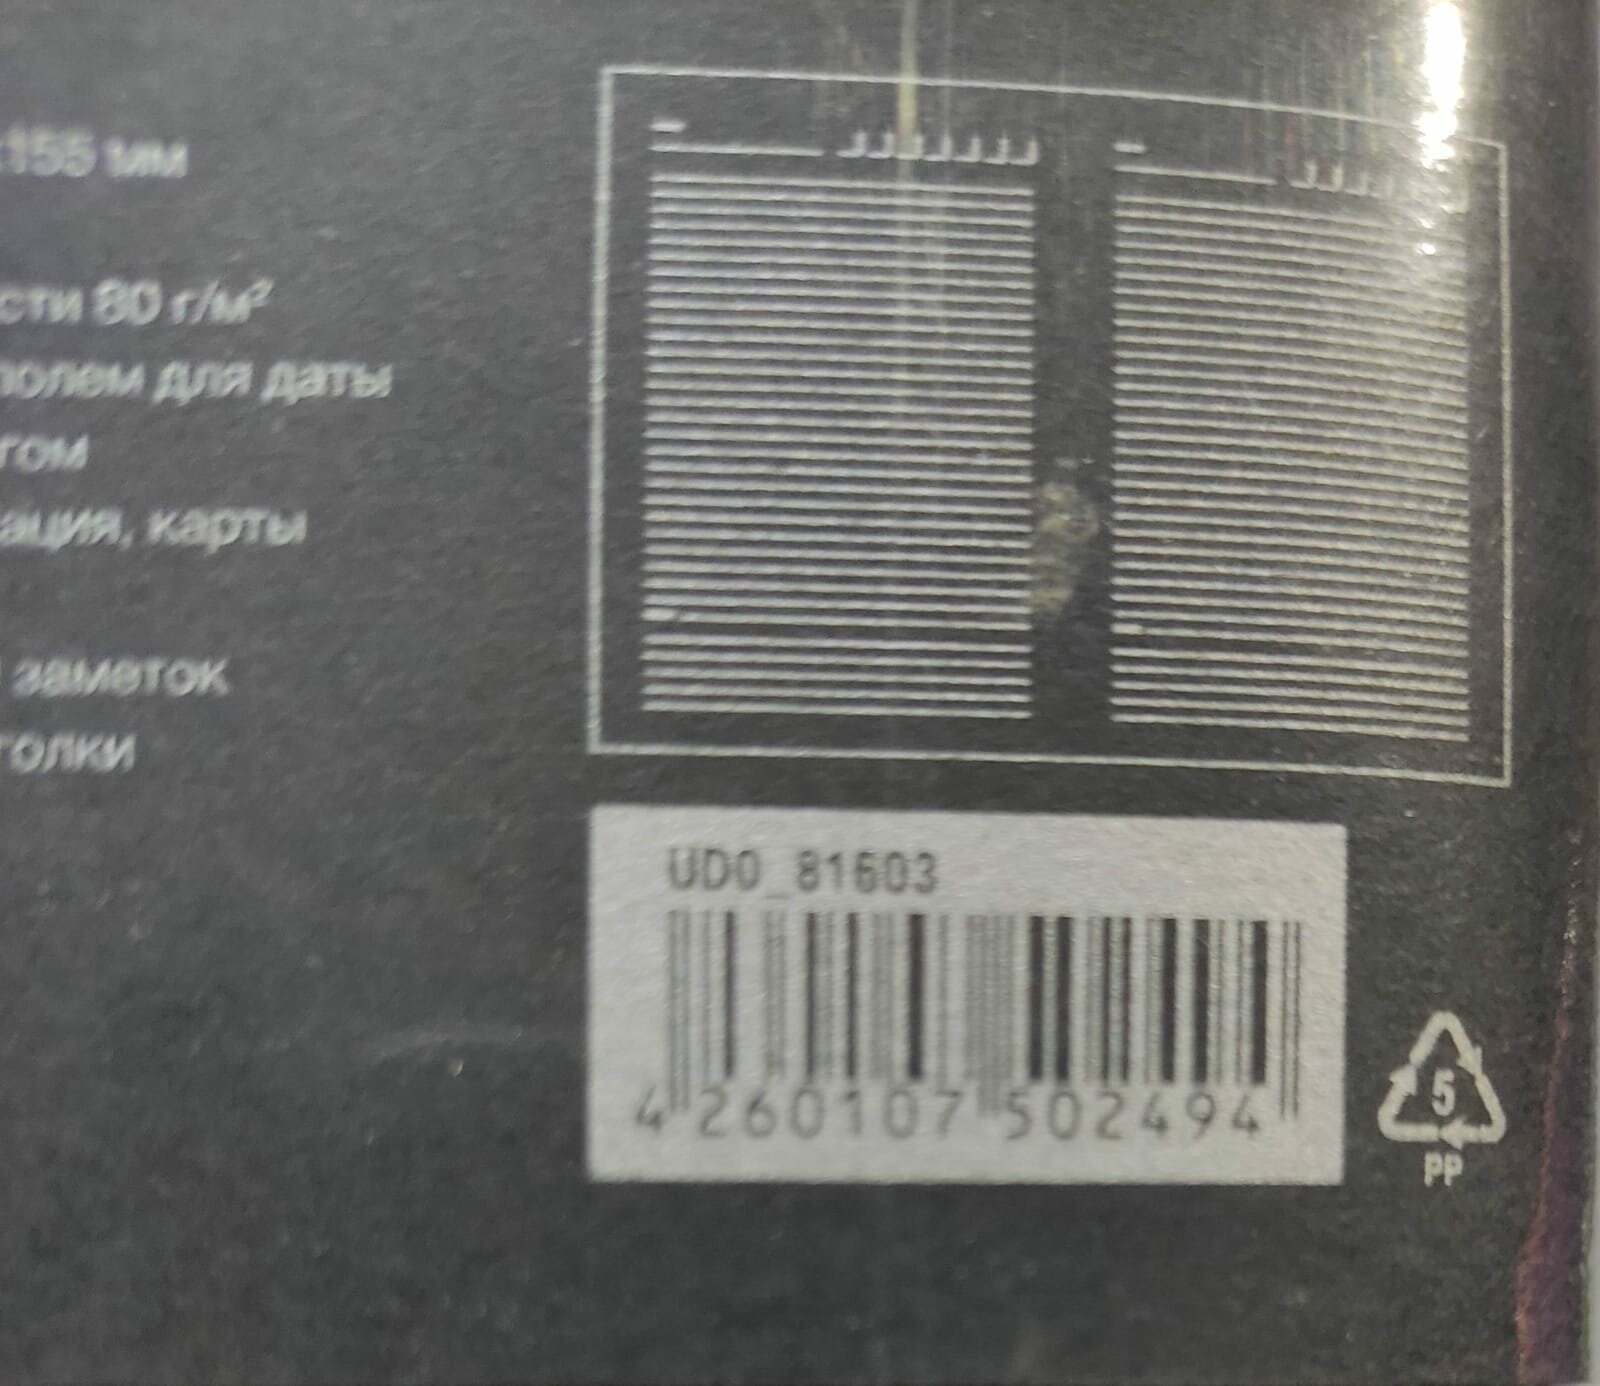 155 мм
сти 80 г/м²
полем для даты
гом
ация, карты
заметок
голки
UD0_81603
4 260107 502494
5
PP